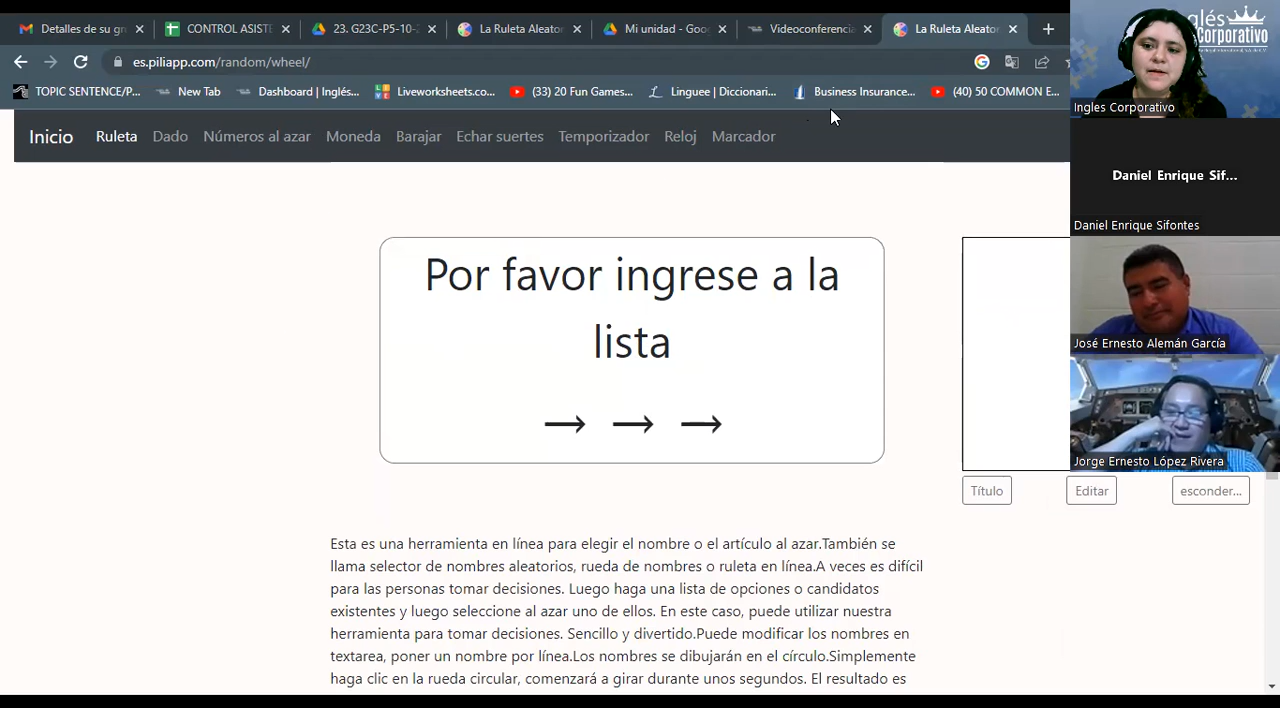 Detalles de su gr
CONTROL ASISTE
23. G23C-P5-10-
La Ruleta Aleator
Mi unidad - Goo
Videoconferencia
La Ruleta Aleator
es.piliapp.com/random/wheel/
TOPIC SENTENCE/P...
New Tab
Dashboard | Inglés...
Liveworksheets.co...
(33) 20 Fun Games...
Linguee | Diccionari...
Business Insurance...
(40) 50 COMMON E...
Inicio
Ruleta
Dado
Números al azar
Moneda
Barajar
Echar suertes
Temporizador
Reloj
Marcador
Por favor ingrese a la
lista
→ → →
Título
Editar
esconder...
Esta es una herramienta en línea para elegir el nombre o el artículo al azar.También se
llama selector de nombres aleatorios, rueda de nombres o ruleta en línea.A veces es difícil
para las personas tomar decisiones. Luego haga una lista de opciones o candidatos
existentes y luego seleccione al azar uno de ellos. En este caso, puede utilizar nuestra
herramienta para tomar decisiones. Sencillo y divertido.Puede modificar los nombres en
textarea, poner un nombre por línea.Los nombres se dibujarán en el círculo.Simplemente
haga clic en la rueda circular, comenzará a girar durante unos segundos. El resultado es
glés
Corporativo
Ingles Corporativo
Daniel Enrique Sif...
Daniel Enrique Sifontes
José Ernesto Alemán García
Jorge Ernesto López Rivera